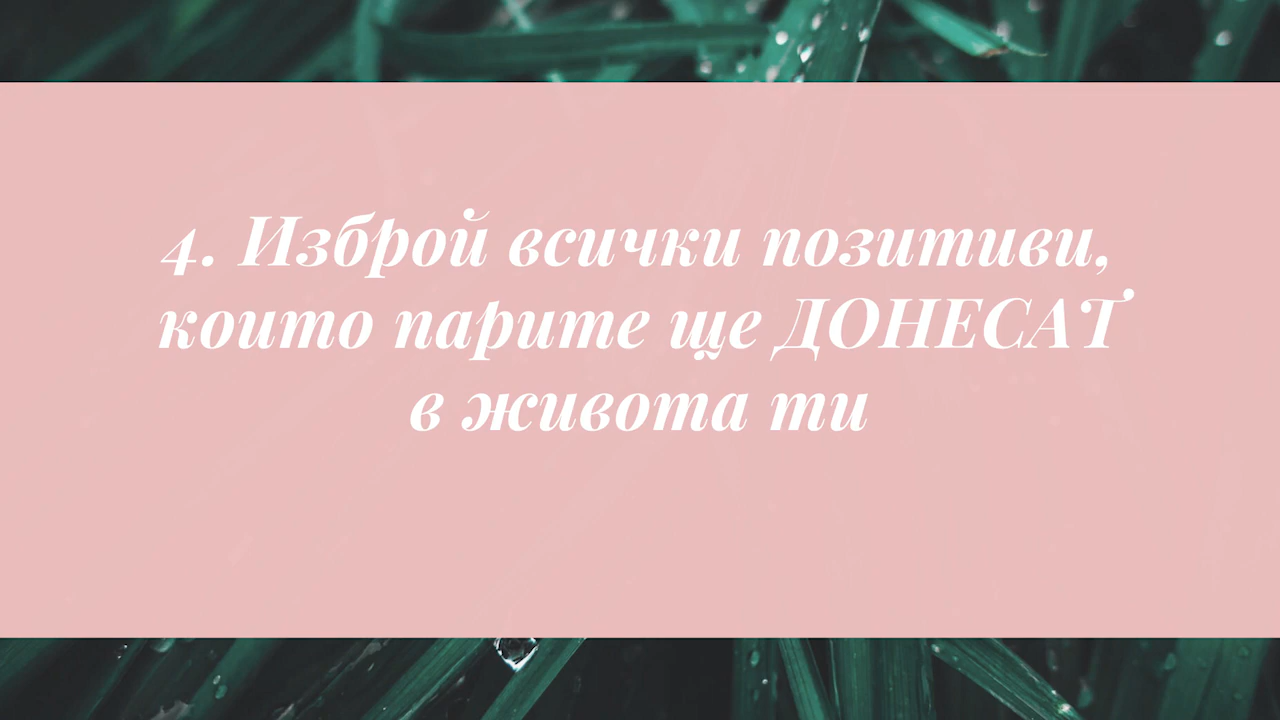 4. Изброй всички позитиви,
които парите ще ДОНЕСАТ
в живота ти